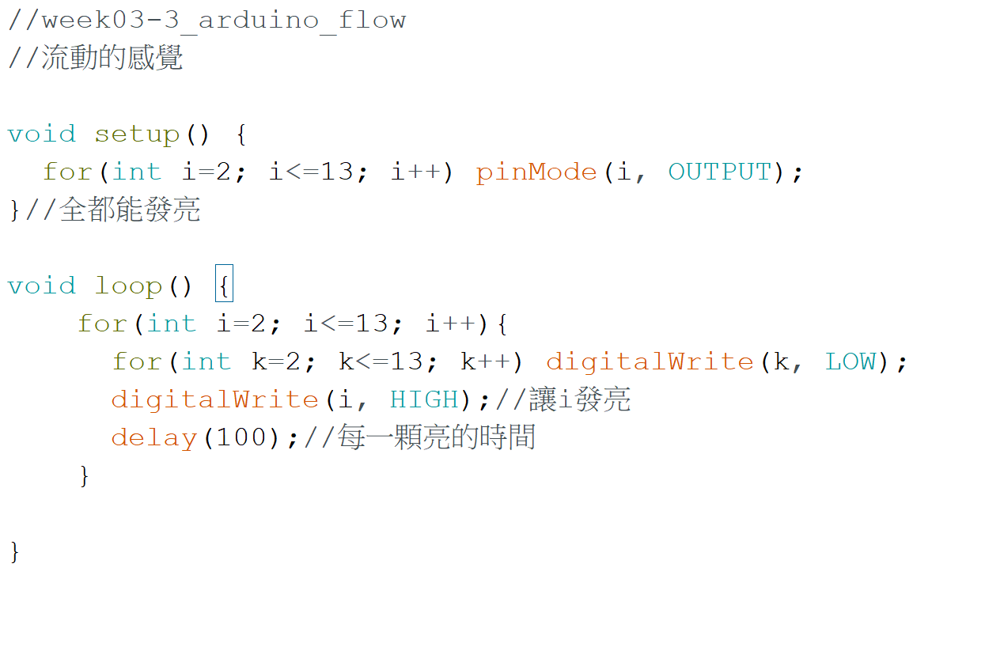 //week03-3_arduino_flow
//流動的感覺
void setup() {
  for(int i=2; i<=13; i++) pinMode(i, OUTPUT);
}//全都能發亮
void loop() {
    for(int i=2; i<=13; i++){
      for(int k=2; k<=13; k++) digitalWrite(k, LOW);
      digitalWrite(i, HIGH);//讓i發亮
      delay(100);//每一顆亮的時間
    }
}